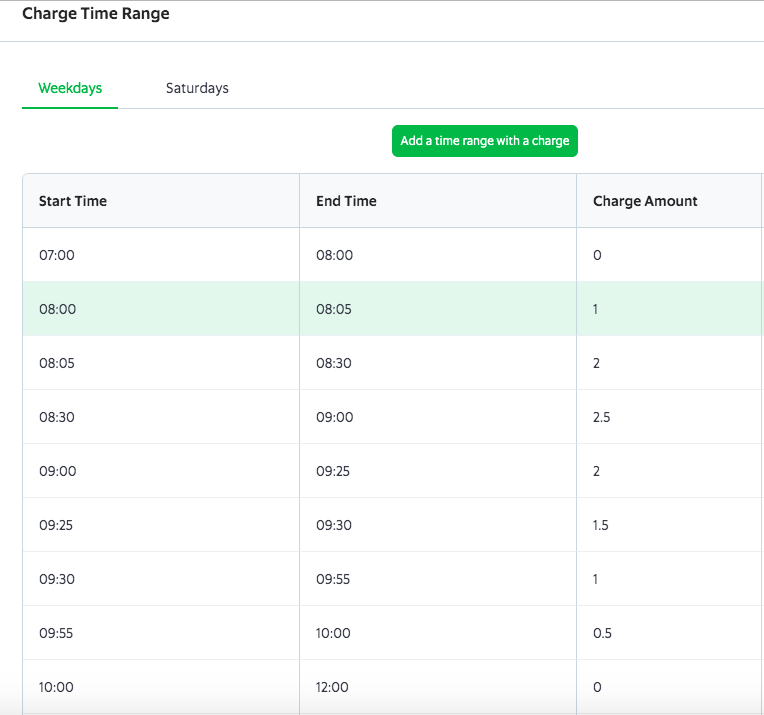 Charge Time Range
Weekdays Saturdays
Add a time range with a charge
Start Time End Time Charge Amount
07:00 08:00 0
08:00 08:05 1
08:05 08:30 2
08:30 09:00 2.5
09:00 09:25 2
09:25 09:30 1.5
09:30 09:55 1
09:55 10:00 0.5
10:00 12:00 0